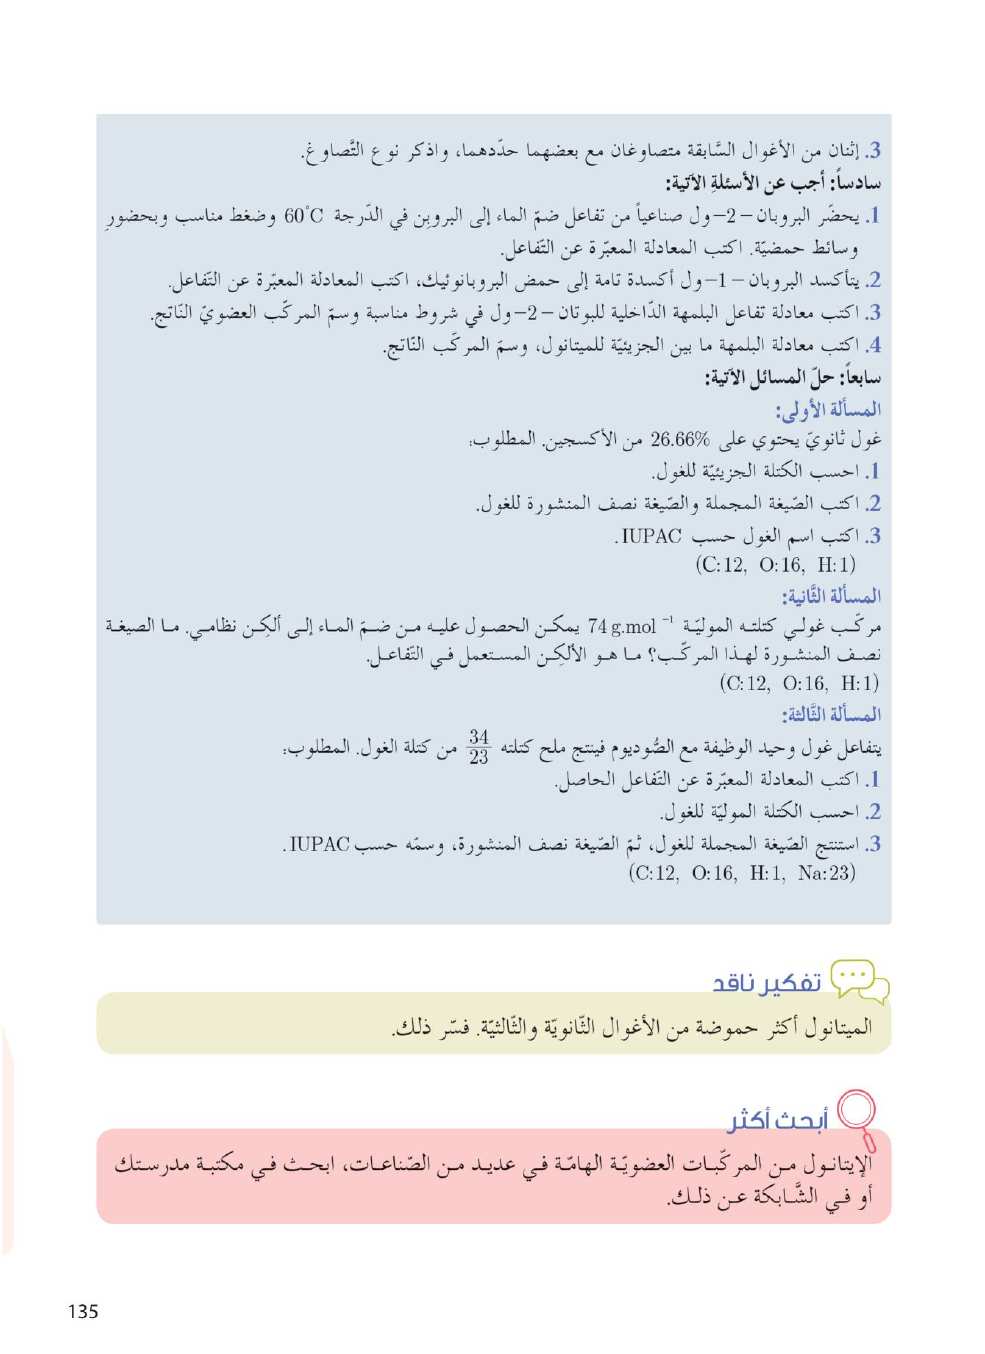 3. إثنان من الأغوال السَّابقة متصاوغان مع بعضهما حدّدهما، واذكر نوع التَّصاوغ.
سادساً: أجب عن الأسئلةِ الآتية:
1. يحضّر البروبان – 2–ول صناعياً من تفاعل ضمّ الماء إلى البروبن في الدّرجة 60°C وضغط مناسب وبحضورِ
وسائط حمضيّة. اكتب المعادلة المعبّرة عن التّفاعل.
2. يتأكسد البروبان – 1–ول أكسدة تامة إلى حمض البروبانوئيك، اكتب المعادلة المعبّرة عن التّفاعل.
3. اكتب معادلة تفاعل البلمهة الدّاخلية للبوتان – 2–ول في شروط مناسبة وسمّ المركّب العضويّ النّاتج.
4. اكتب معادلة البلمهة ما بين الجزيئيّة للميتانول، وسمّ المركّب النّاتج.
سابعاً: حلّ المسائل الآتية:
المسألة الأولى:
غول ثانويّ يحتوي على 26.66% من الأكسجين. المطلوب:
1. احسب الكتلة الجزيئيّة للغول.
2. اكتب الصّيغة المجملة والصّيغة نصف المنشورة للغول.
3. اكتب اسم الغول حسب IUPAC.
(C:12, O:16, H:1)
المسألة الثَّانية:
مركّب غولي كتلته الموليّة 74 g.mol⁻¹ يمكن الحصول عليه من ضمّ الماء إلى ألكِن نظامي. ما الصيغة
نصف المنشورة لهذا المركّب؟ ما هو الألكِن المستعمل في التّفاعل.
(C:12, O:16, H:1)
المسألة الثَّالثة:
يتفاعل غول وحيد الوظيفة مع الصُّوديوم فينتج ملح كتلته 34/23 من كتلة الغول. المطلوب:
1. اكتب المعادلة المعبّرة عن التّفاعل الحاصل.
2. احسب الكتلة الموليّة للغول.
3. استنتج الصّيغة المجملة للغول، ثمّ الصّيغة نصف المنشورة، وسمّه حسب IUPAC.
(C:12, O:16, H:1, Na:23)
تفكير ناقد
الميتانول أكثر حموضة من الأغوال الثّانويّة والثّالثيّة. فسّر ذلك.
أبحث أكثر
الإيتانول من المركّبات العضويّة الهامّة في عديد من الصّناعات، ابحث في مكتبة مدرستك
أو في الشَّابكة عن ذلك.
135